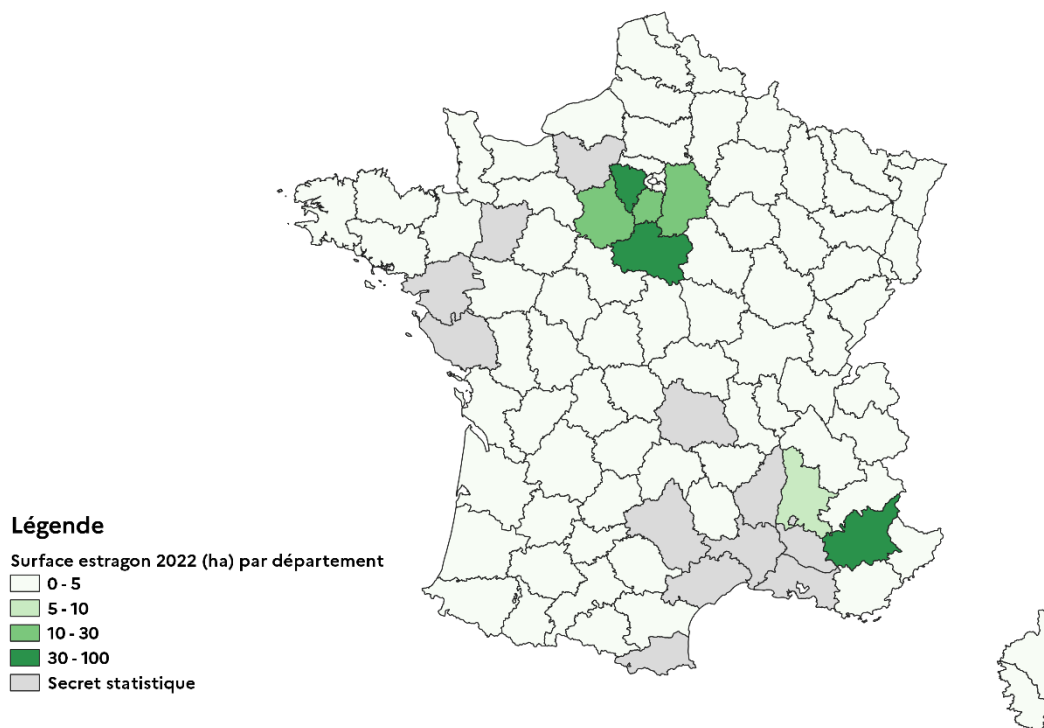 Légende
Surface estragon 2022 (ha) par département
0 - 5
5 - 10
10 - 30
30 - 100
Secret statistique